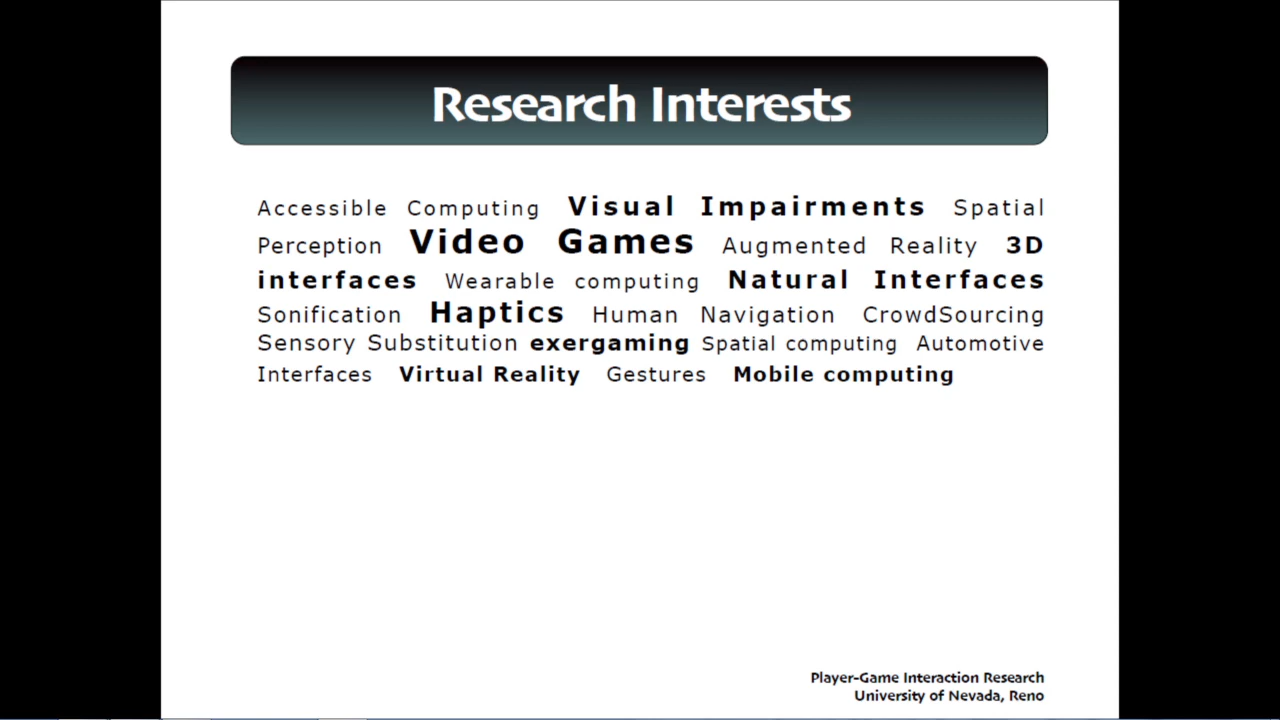 Research Interests
Accessible Computing Visual Impairments Spatial
Perception Video Games Augmented Reality 3D
interfaces Wearable computing Natural Interfaces
Sonification Haptics Human Navigation CrowdSourcing
Sensory Substitution exergaming Spatial computing Automotive
Interfaces Virtual Reality Gestures Mobile computing
Player-Game Interaction Research
University of Nevada, Reno